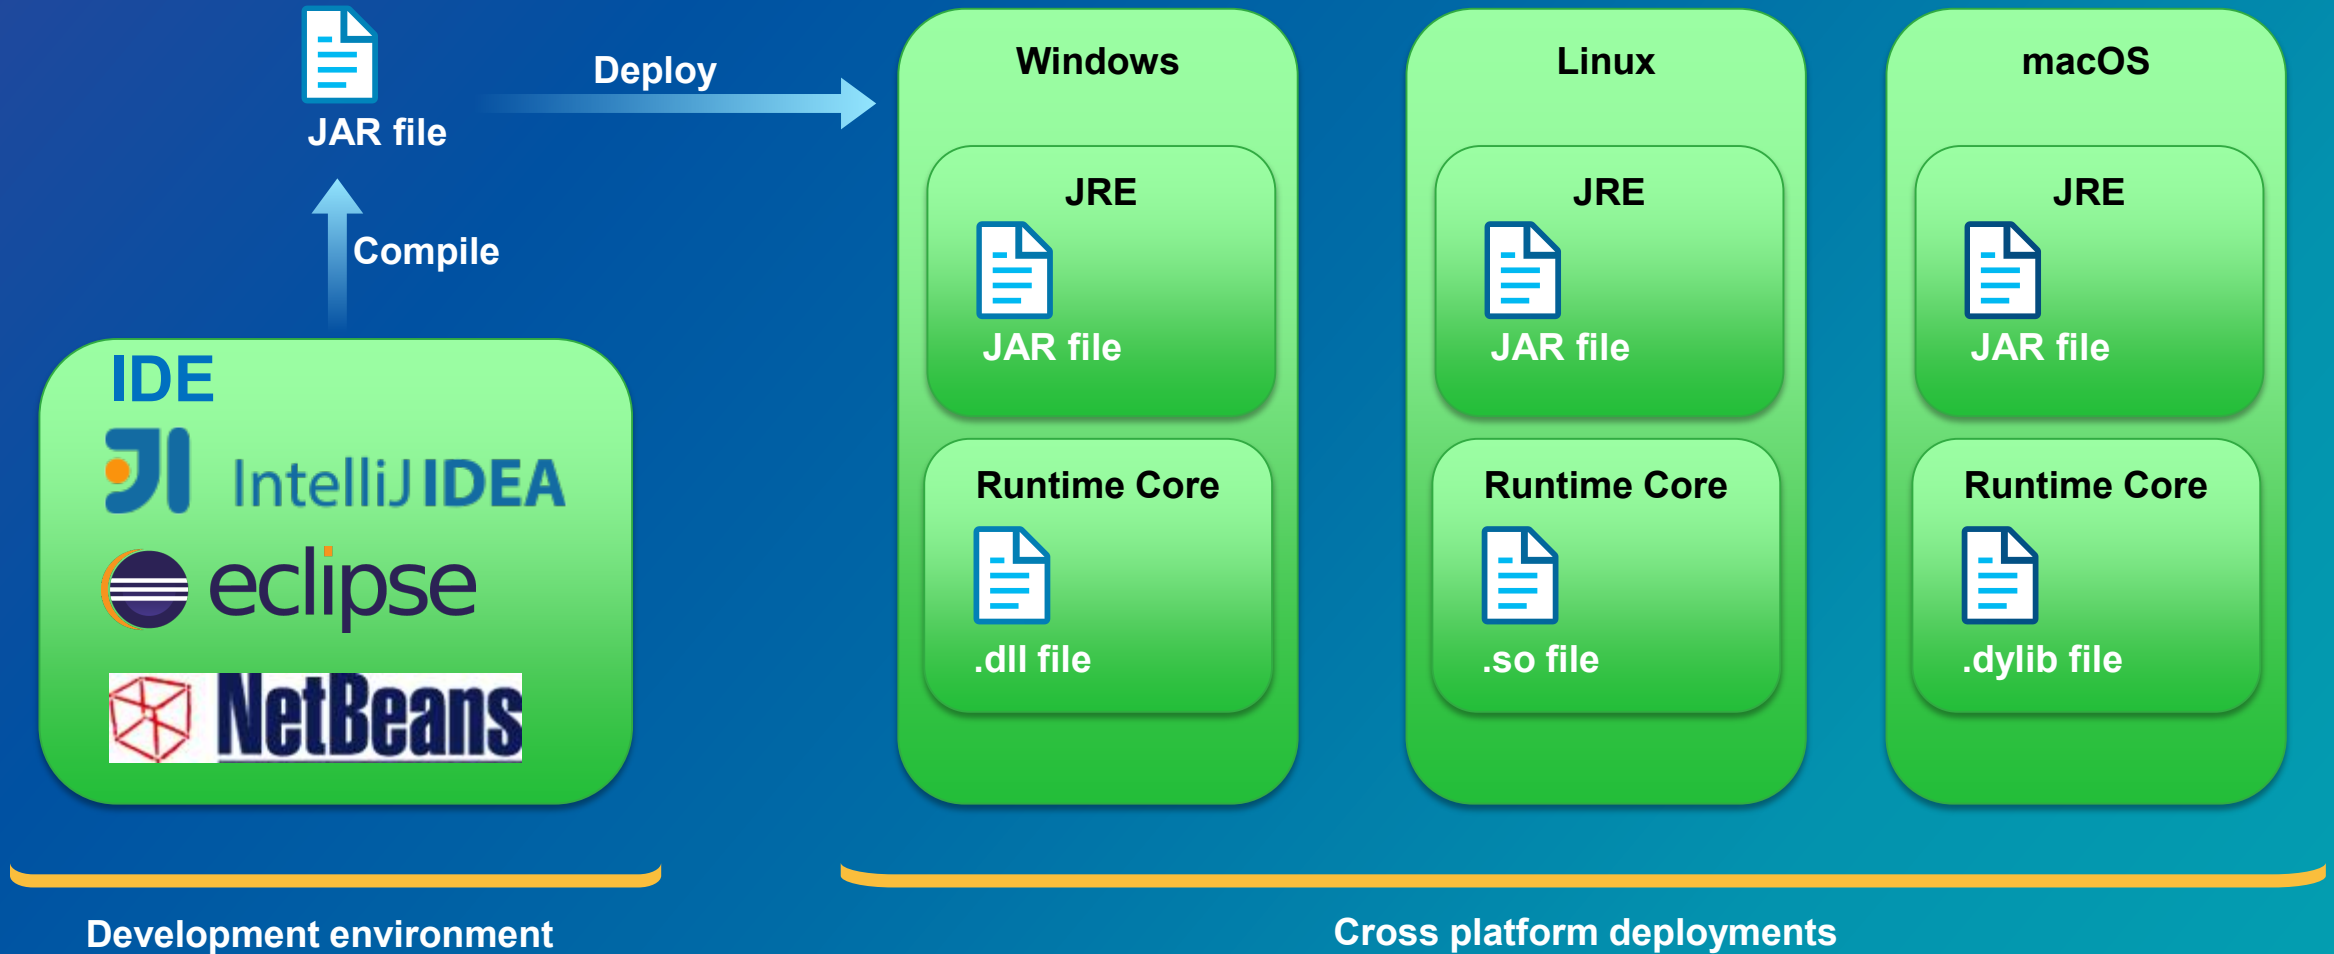 JAR file
Deploy
Compile
IDE
IntelliJ IDEA
eclipse
NetBeans
Development environment
Windows
JRE
JAR file
Runtime Core
.dll file
Linux
JRE
JAR file
Runtime Core
.so file
macOS
JRE
JAR file
Runtime Core
.dylib file
Cross platform deployments